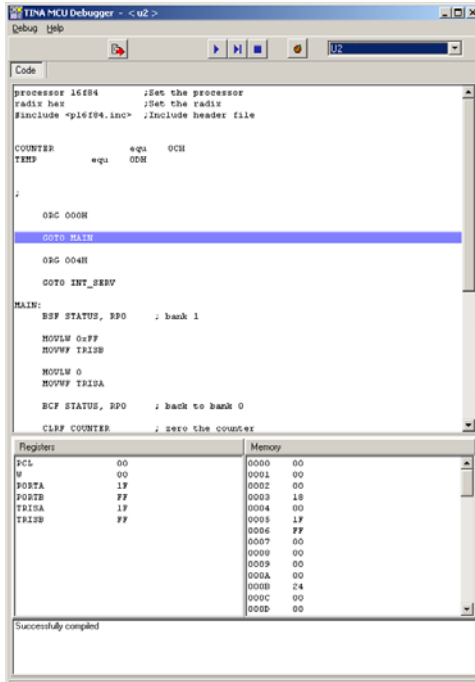 TINA MCU Debugger - < u2 >
Debug Help
U2
Code
processor 16f84 ;Set the processor
radix hex ;Set the radix
#include <p16f84.inc> ;Include header file
COUNTER equ 0CH
TEMP equ 0DH
;
ORG 000H
GOTO MAIN
ORG 004H
GOTO INT_SERV
MAIN:
BSF STATUS, RP0 ; bank 1
MOVLW 0xFF
MOVWF TRISB
MOVLW 0
MOVWF TRISA
BCF STATUS, RP0 ; back to bank 0
CLRF COUNTER ; zero the counter
Registers Memory
PCL 00 0000 00
W 00 0001 00
PORTA 1F 0002 00
PORTB FF 0003 18
TRISA 1F 0004 00
TRISB FF 0005 1F
0006 FF
0007 00
0008 00
0009 00
000A 00
000B 24
000C 00
000D 00
Successfully compiled